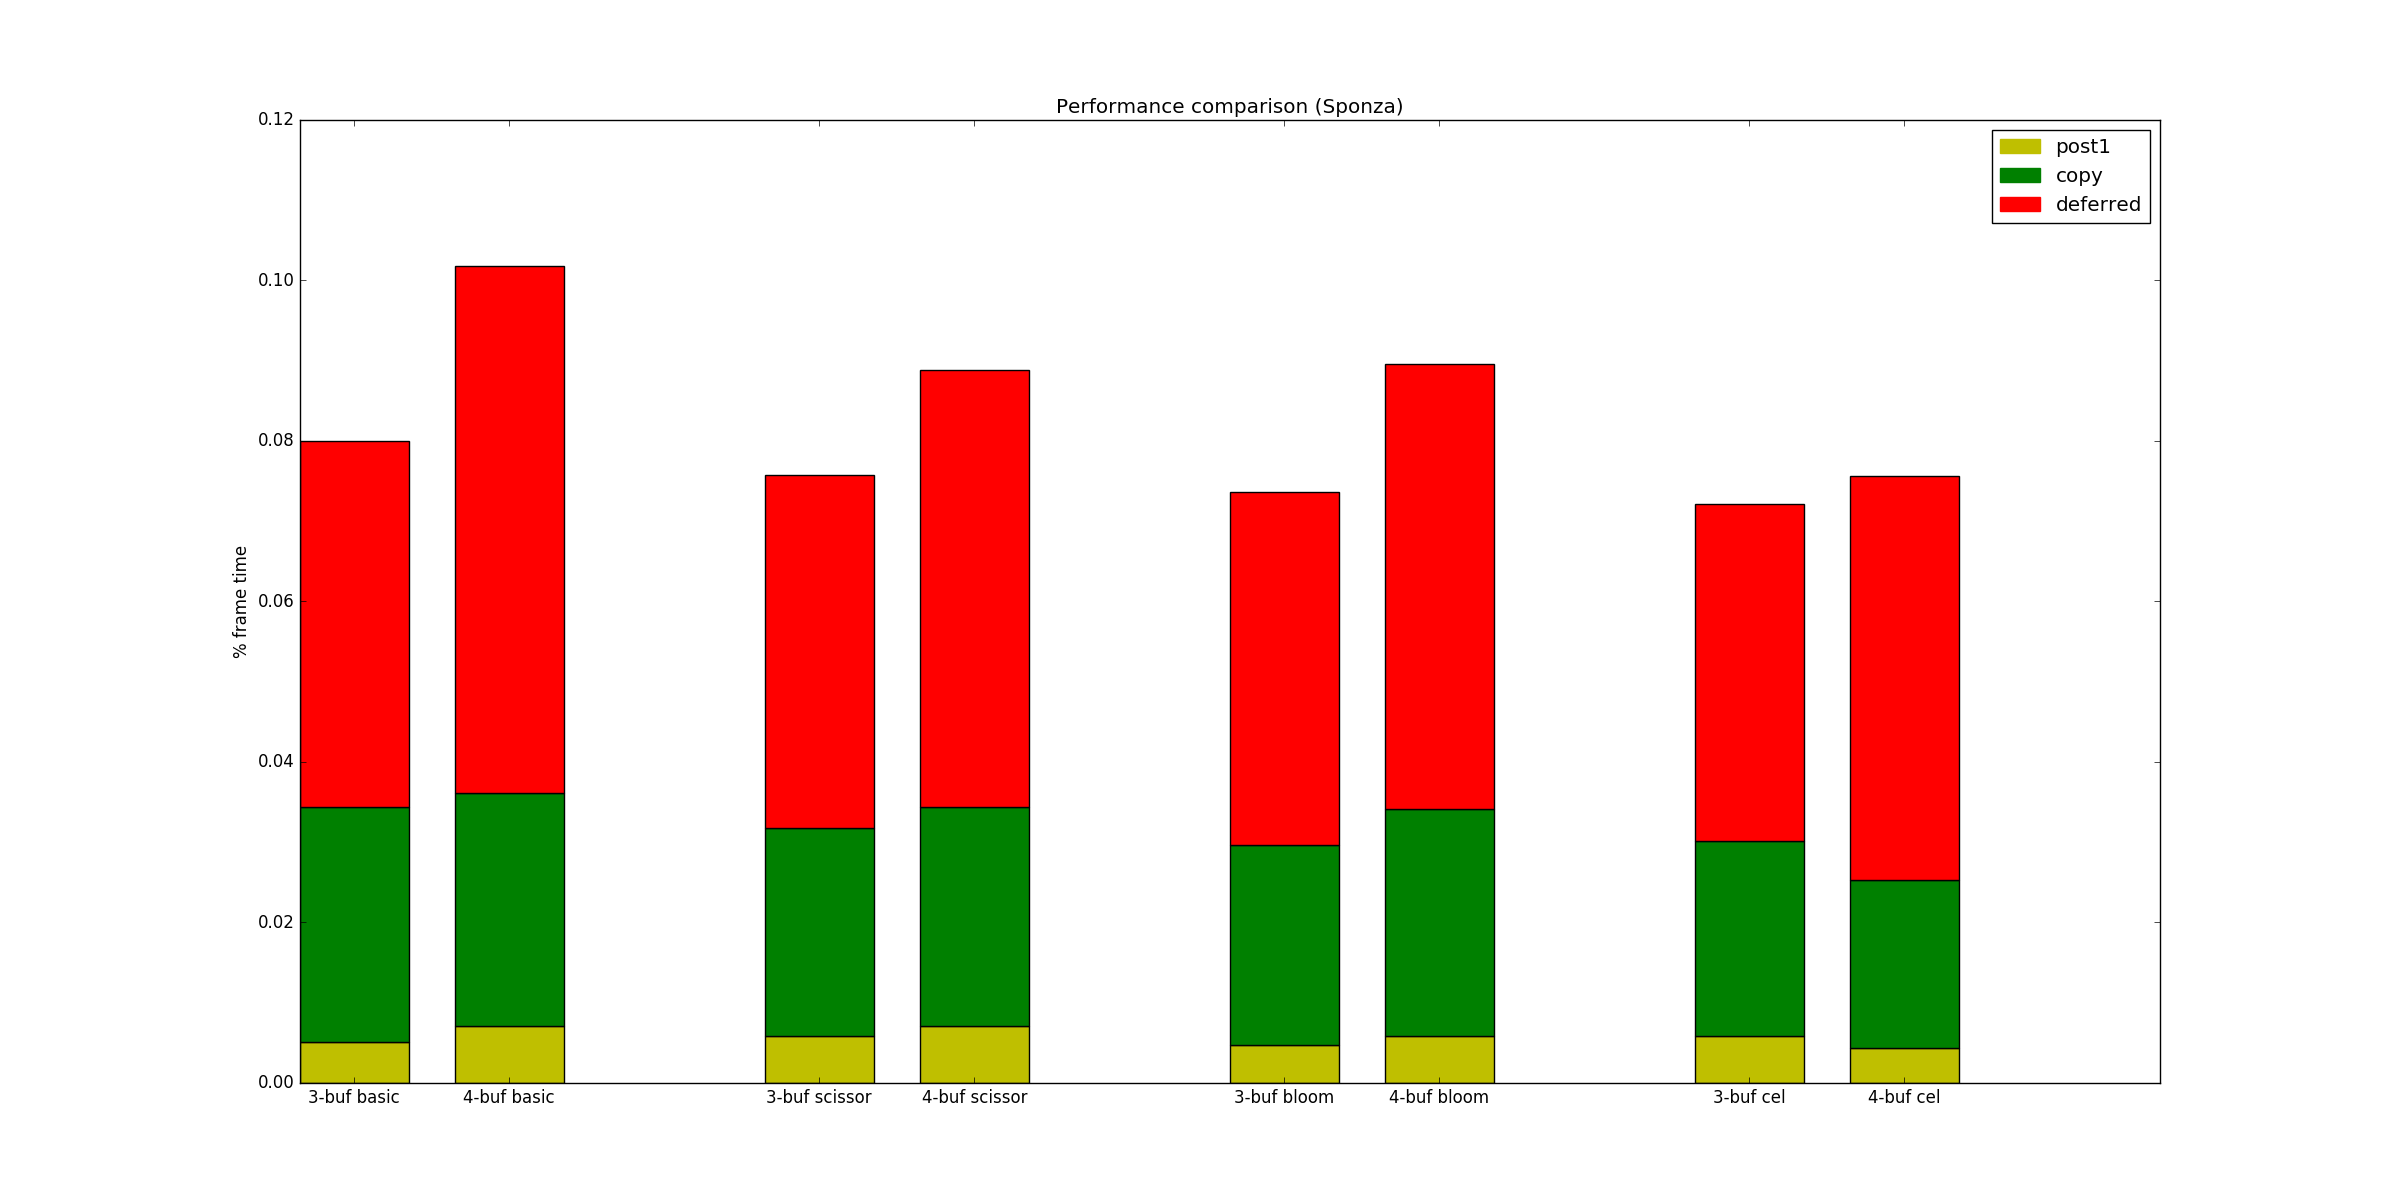 Performance comparison (Sponza)
0.12
0.10
0.08
0.06
0.04
0.02
0.00
% frame time
post1
copy
deferred
3-buf basic
4-buf basic
3-buf scissor
4-buf scissor
3-buf bloom
4-buf bloom
3-buf cel
4-buf cel